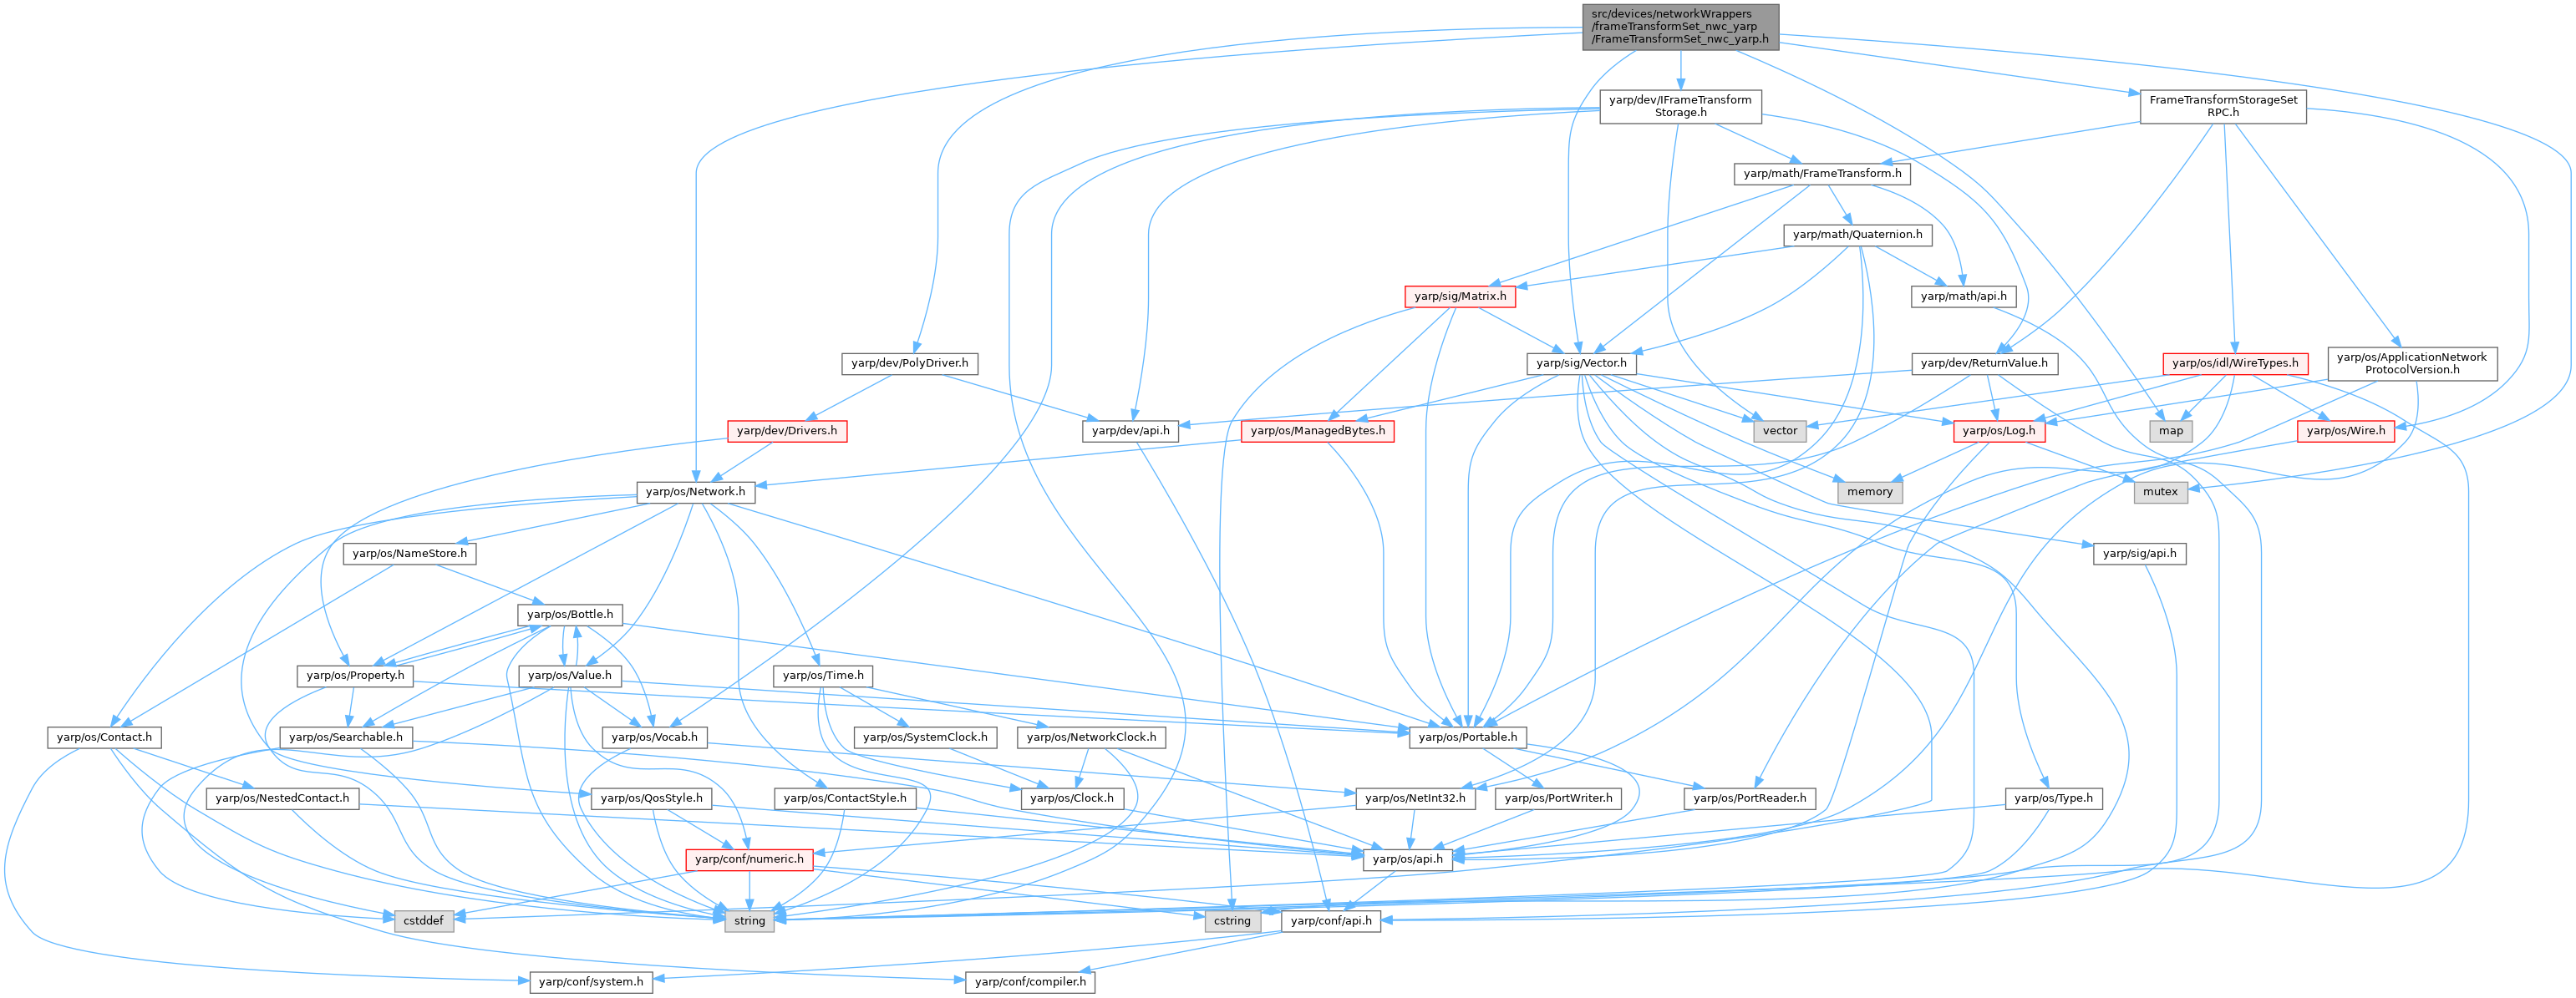 src/devices/networkWrappers
/frameTransformSet_nwc_yarp
/FrameTransformSet_nwc_yarp.h
yarp/dev/IFrameTransform
Storage.h
FrameTransformStorageSet
RPC.h
yarp/math/FrameTransform.h
yarp/math/Quaternion.h
yarp/sig/Matrix.h
yarp/math/api.h
yarp/dev/PolyDriver.h
yarp/sig/Vector.h
yarp/dev/ReturnValue.h
yarp/os/idl/WireTypes.h
yarp/os/ApplicationNetwork
ProtocolVersion.h
yarp/dev/Drivers.h
yarp/dev/api.h
yarp/os/ManagedBytes.h
vector
yarp/os/Log.h
map
yarp/os/Wire.h
yarp/os/Network.h
memory
mutex
yarp/os/NameStore.h
yarp/sig/api.h
yarp/os/Bottle.h
yarp/os/Property.h
yarp/os/Value.h
yarp/os/Time.h
yarp/os/Contact.h
yarp/os/Searchable.h
yarp/os/Vocab.h
yarp/os/SystemClock.h
yarp/os/NetworkClock.h
yarp/os/Portable.h
yarp/os/NestedContact.h
yarp/os/QosStyle.h
yarp/os/ContactStyle.h
yarp/os/Clock.h
yarp/os/NetInt32.h
yarp/os/PortWriter.h
yarp/os/PortReader.h
yarp/os/Type.h
yarp/conf/numeric.h
yarp/os/api.h
cstddef
string
cstring
yarp/conf/api.h
yarp/conf/system.h
yarp/conf/compiler.h